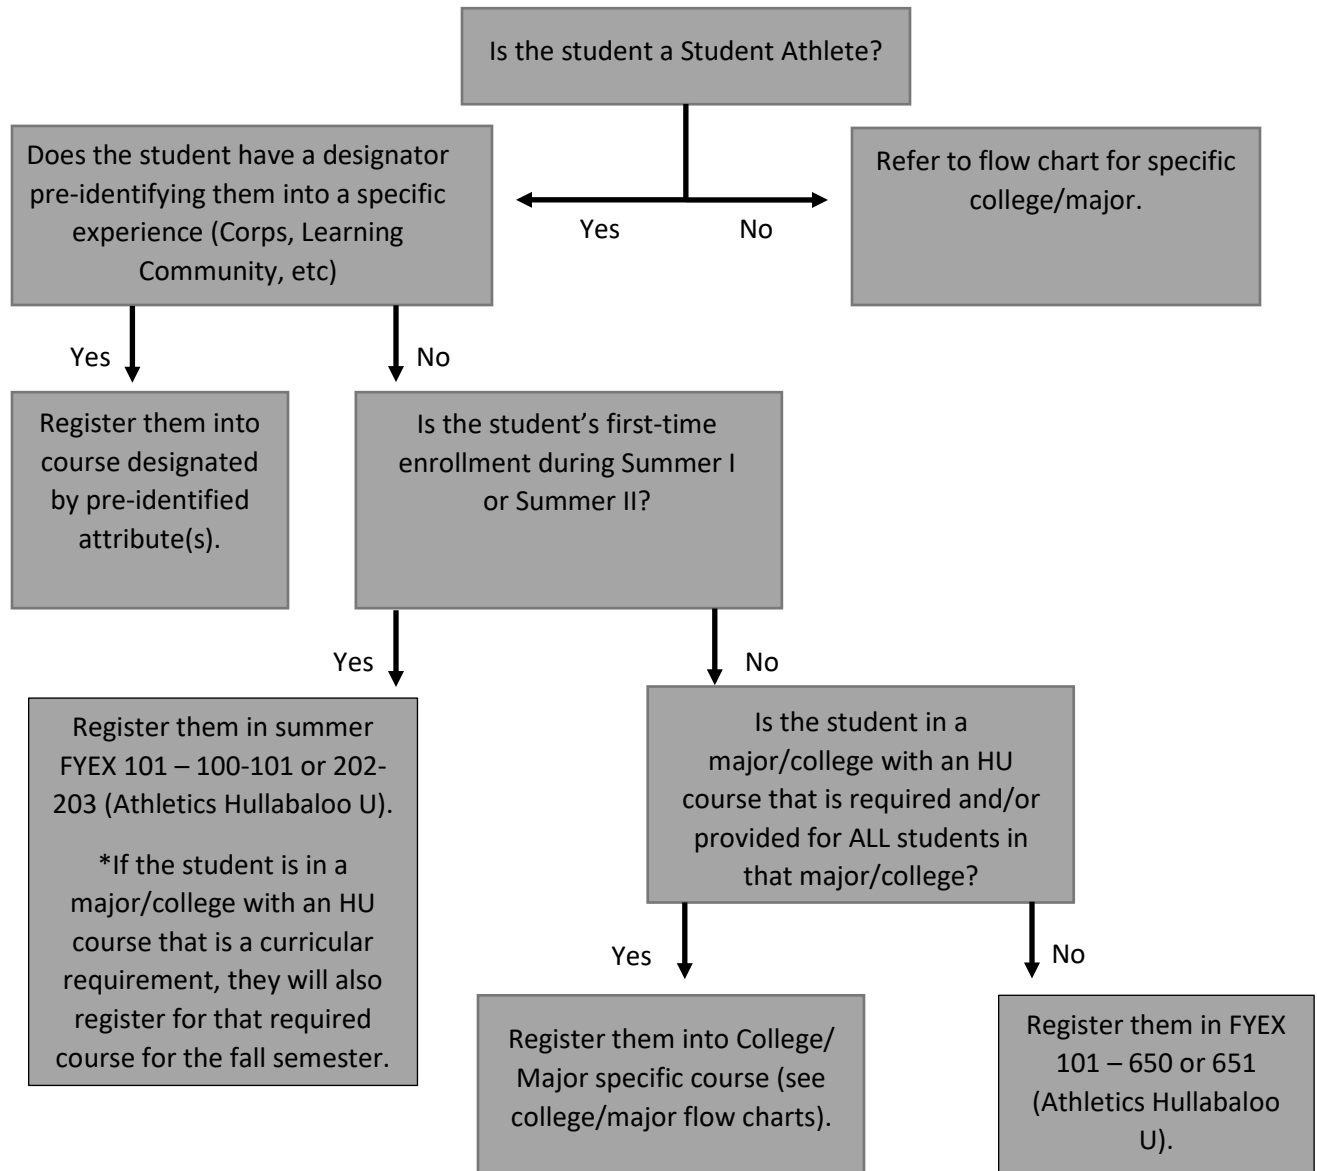 Is the student a Student Athlete?
Does the student have a designator
pre-identifying them into a specific
experience (Corps, Learning
Community, etc)
Refer to flow chart for specific
college/major.
Yes
No
Yes
No
Register them into
course designated
by pre-identified
attribute(s).
Is the student’s first-time
enrollment during Summer I
or Summer II?
Yes
No
Register them in summer
FYEX 101 – 100-101 or 202-
203 (Athletics Hullabaloo U).
*If the student is in a
major/college with an HU
course that is a curricular
requirement, they will also
register for that required
course for the fall semester.
Is the student in a
major/college with an HU
course that is required and/or
provided for ALL students in
that major/college?
Yes
No
Register them into College/
Major specific course (see
college/major flow charts).
Register them in FYEX
101 – 650 or 651
(Athletics Hullabaloo
U).